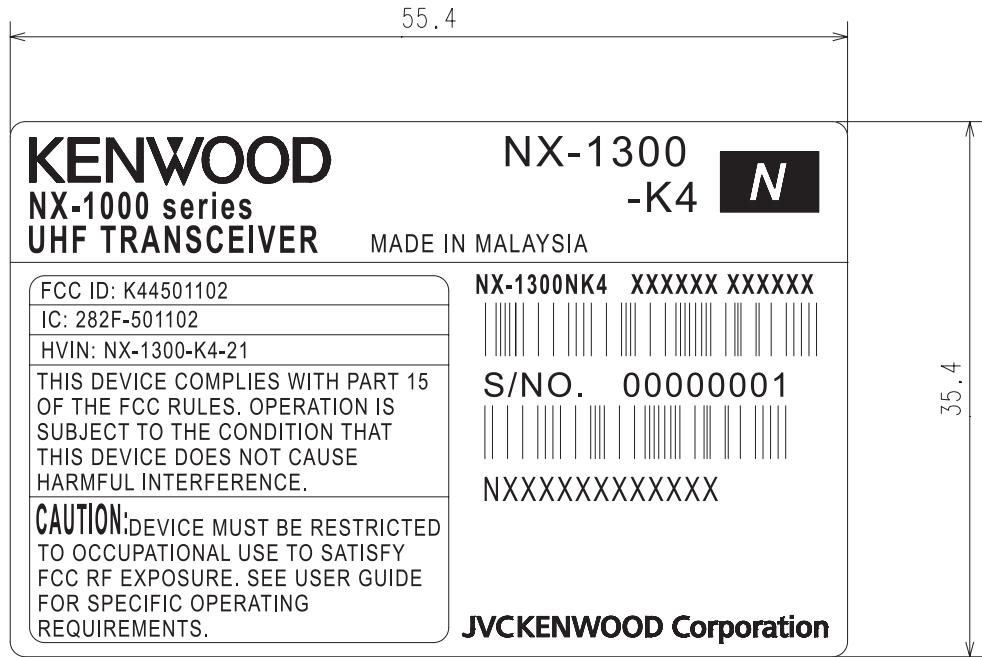 55.4
KENWOOD
NX-1000 series
UHF TRANSCEIVER
MADE IN MALAYSIA
NX-1300
-K4
N
FCC ID: K44501102
IC: 282F-501102
HVIN: NX-1300-K4-21
THIS DEVICE COMPLIES WITH PART 15
OF THE FCC RULES. OPERATION IS
SUBJECT TO THE CONDITION THAT
THIS DEVICE DOES NOT CAUSE
HARMFUL INTERFERENCE.
CAUTION:DEVICE MUST BE RESTRICTED
TO OCCUPATIONAL USE TO SATISFY
FCC RF EXPOSURE. SEE USER GUIDE
FOR SPECIFIC OPERATING
REQUIREMENTS.
NX-1300NK4 XXXXXX XXXXXX
S/NO. 00000001
NXXXXXXXXXXXX
JVCKENWOOD Corporation
35.4